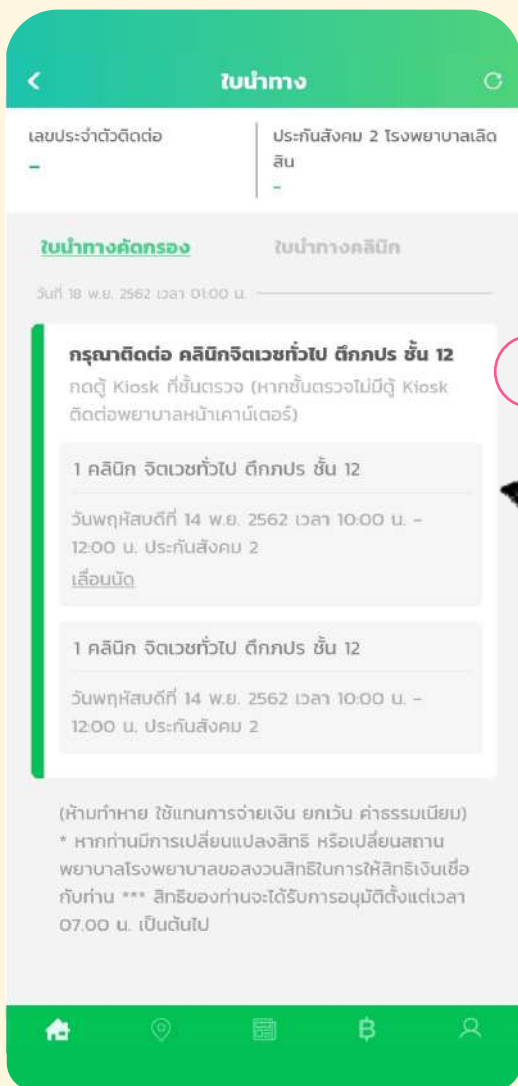 ใบนำทาง
เลขประจำตัวติดต่อ
-
ประกันสังคม 2 โรงพยาบาลเลิด
สิน
-
ใบนำทางคัดกรอง
ใบนำทางคลินิก
วันที่ 18 พ.ย. 2562 เวลา 01:00 น.
กรุณาติดต่อ คลินิกจิตเวชทั่วไป ตึกภปร ชั้น 12
กดตู้ Kiosk ที่ชั้นตรวจ (หากชั้นตรวจไม่มีตู้ Kiosk
ติดต่อพยาบาลหน้าเคาน์เตอร์)
1 คลินิก จิตเวชทั่วไป ตึกภปร ชั้น 12
วันพฤหัสบดีที่ 14 พ.ย. 2562 เวลา 10:00 น. -
12:00 น. ประกันสังคม 2
เลื่อนนัด
1 คลินิก จิตเวชทั่วไป ตึกภปร ชั้น 12
วันพฤหัสบดีที่ 14 พ.ย. 2562 เวลา 10:00 น. -
12:00 น. ประกันสังคม 2
(ห้ามทำหาย ใช้แทนการจ่ายเงิน ยกเว้น ค่าธรรมเนียม)
* หากท่านมีการเปลี่ยนแปลงสิทธิ หรือเปลี่ยนสถาน
พยาบาลโรงพยาบาลขอสงวนสิทธิในการให้สิทธิเงินเชื่อ
กับท่าน *** สิทธิของท่านจะได้รับการอนุมัติตั้งแต่เวลา
07.00 น. เป็นต้นไป